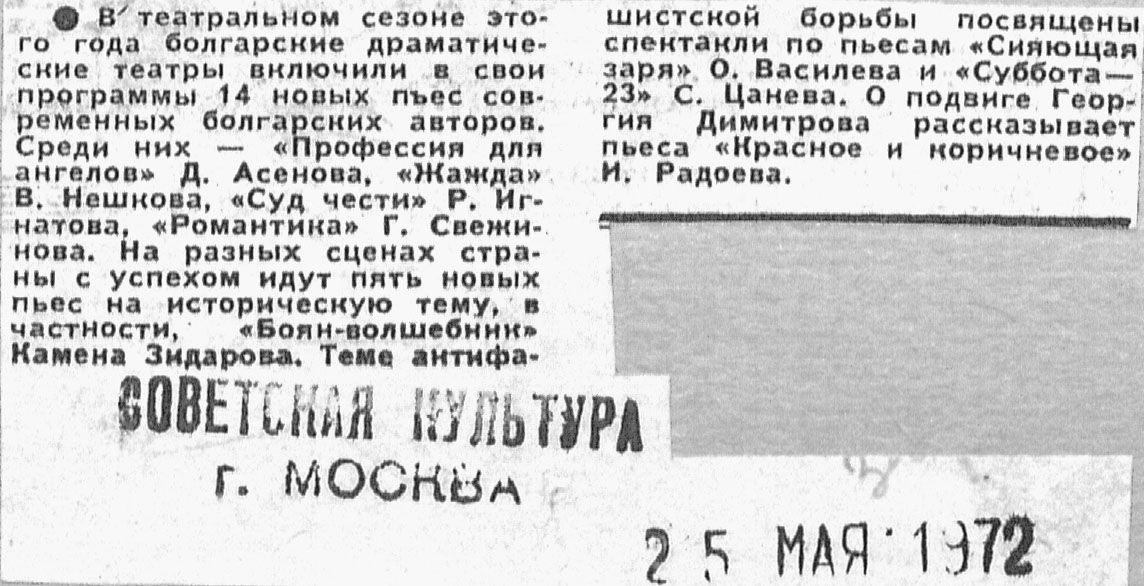 ● В театральном сезоне это-
го года болгарские драматиче-
ские театры включили в свои
программы 14 новых пьес сов-
ременных болгарских авторов.
Среди них — «Профессия для
ангелов» Д. Асенова, «Жажда»
В. Нешкова, «Суд чести» Р. Иг-
натова, «Романтика» Г. Свежи-
нова. На разных сценах стра-
ны с успехом идут пять новых
пьес на историческую тему, в
частности, «Боян-волшебник»
Камена Зидарова. Теме антифа-
шистской борьбы посвящены
спектакли по пьесам «Сияющая
заря» О. Василева и «Суббота—
23» С. Цанева. О подвиге Геор-
гия Димитрова рассказывает
пьеса «Красное и коричневое»
И. Радоева.
СОВЕТСКАЯ КУЛЬТУРА
г. МОСКВА
25 МАЯ 1972